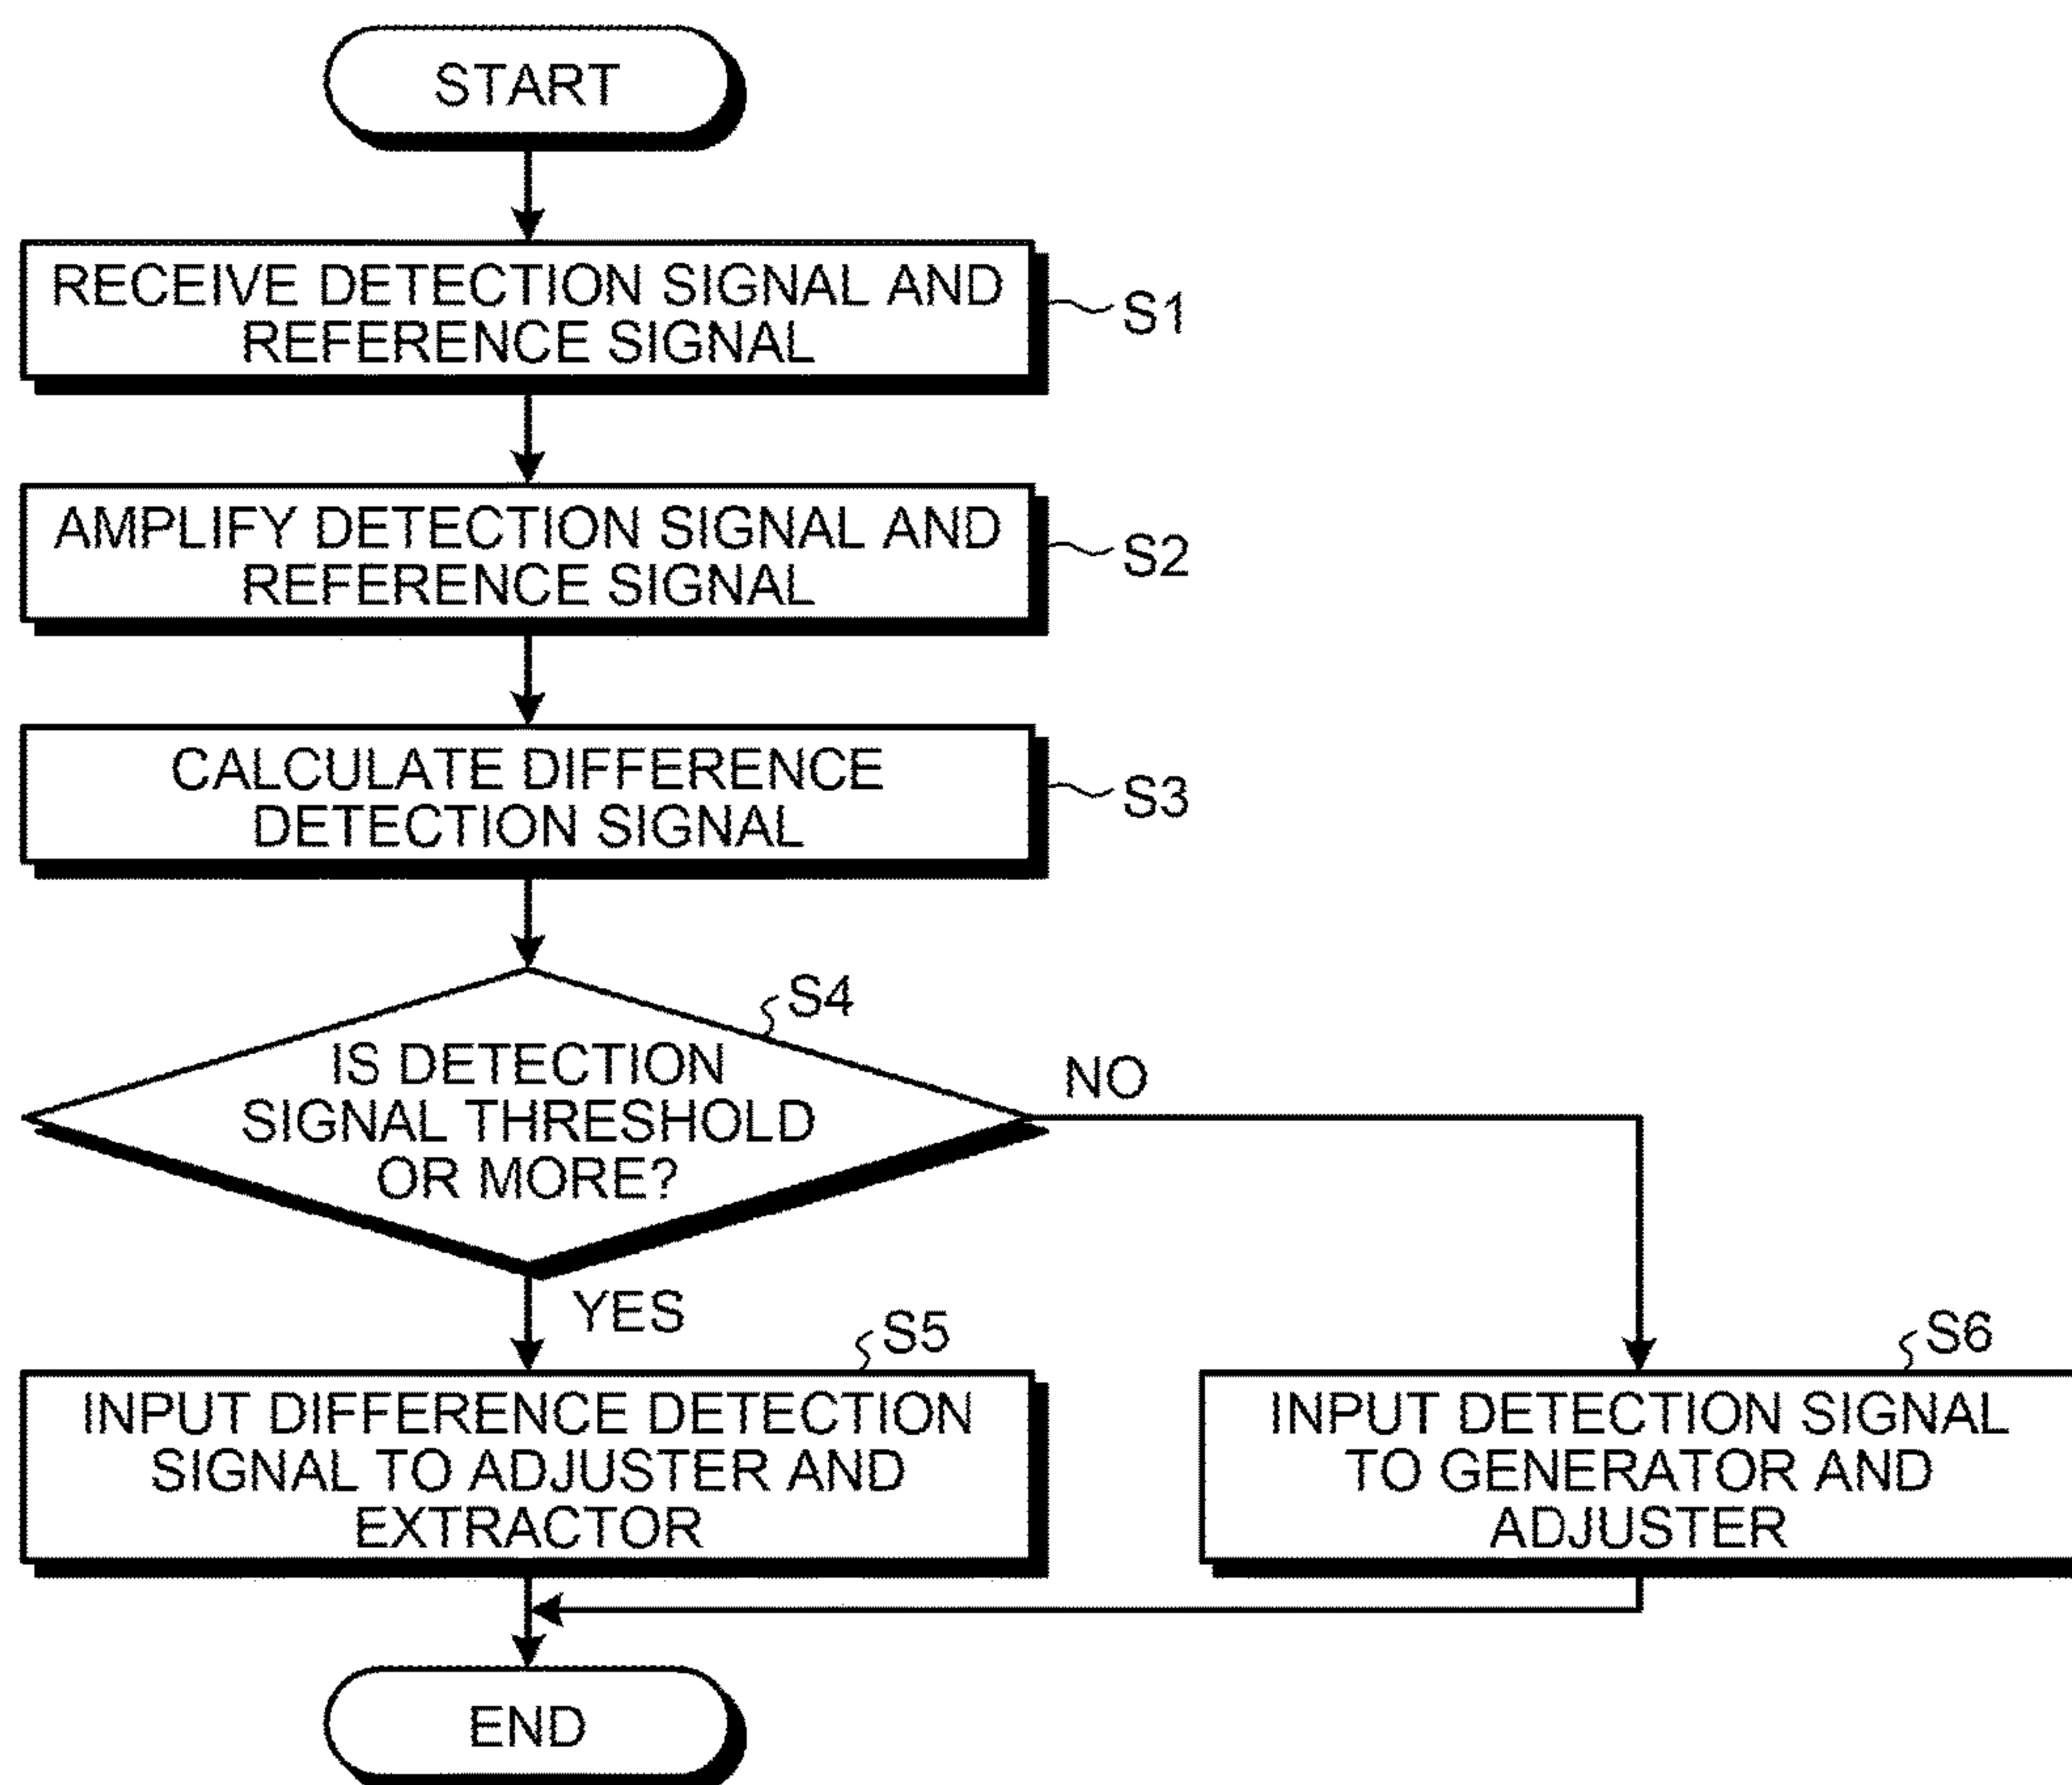 START
RECEIVE DETECTION SIGNAL AND
REFERENCE SIGNAL
S1
AMPLIFY DETECTION SIGNAL AND
REFERENCE SIGNAL
S2
CALCULATE DIFFERENCE
DETECTION SIGNAL
S3
S4
IS DETECTION
SIGNAL THRESHOLD
OR MORE?
NO
YES
S5
INPUT DIFFERENCE DETECTION
SIGNAL TO ADJUSTER AND
EXTRACTOR
S6
INPUT DETECTION SIGNAL
TO GENERATOR AND
ADJUSTER
END